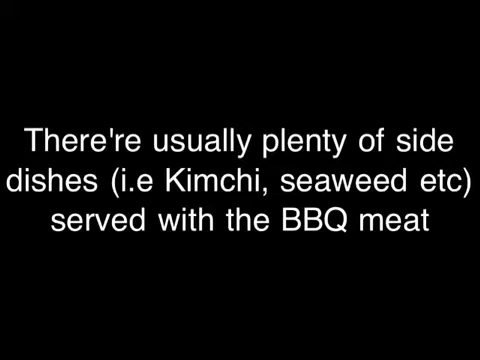 There're usually plenty of side
dishes (i.e Kimchi, seaweed etc)
served with the BBQ meat